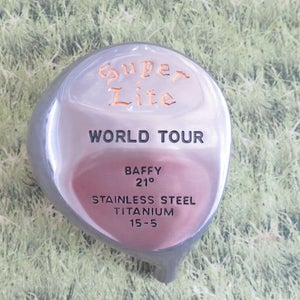 Super
Lite
WORLD TOUR
BAFFY
21°
STAINLESS STEEL
TITANIUM
15-5